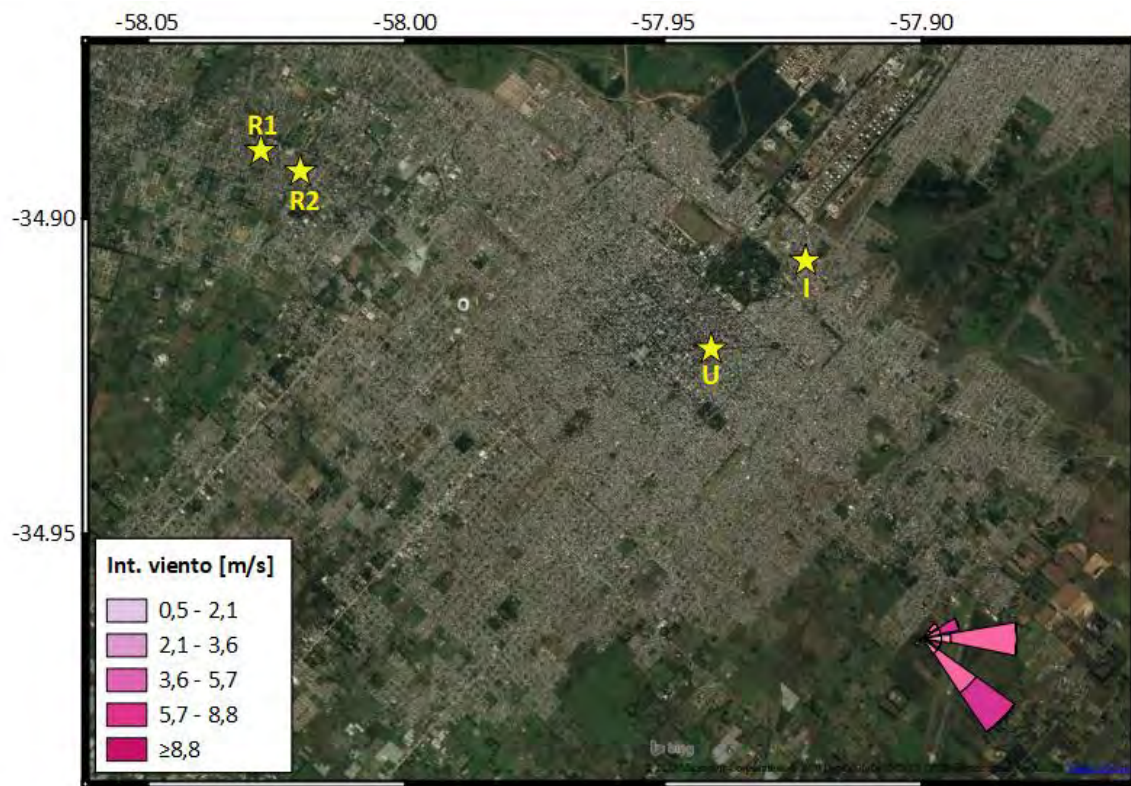 -58.05 -58.00 -57.95 -57.90
R1
R2
-34.90
I
U
-34.95
Int. viento [m/s]
0,5 - 2,1
2,1 - 3,6
3,6 - 5,7
5,7 - 8,8
≥8,8